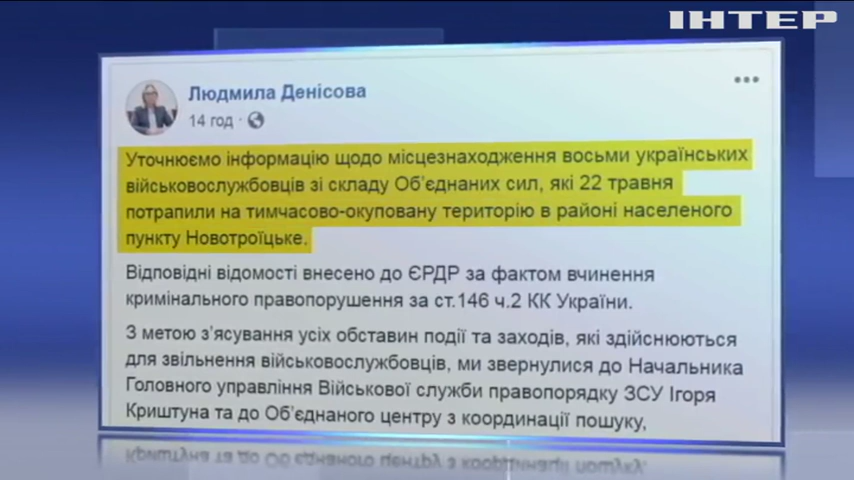 ІНТЕР
Людмила Денісова
14 год ·
Уточнюємо інформацію щодо місцезнаходження восьми українських
військовослужбовців зі складу Об'єднаних сил, які 22 травня
потрапили на тимчасово-окуповану територію в районі населеного
пункту Новотроїцьке.
Відповідні відомості внесено до ЄРДР за фактом вчинення
кримінального правопорушення за ст.146 ч.2 КК України.
З метою з'ясування усіх обставин події та заходів, які здійснюються
для звільнення військовослужбовців, ми звернулися до Начальника
Головного управління Військової служби правопорядку ЗСУ Ігоря
Криштуна та до Об'єднаного центру з координації пошуку,